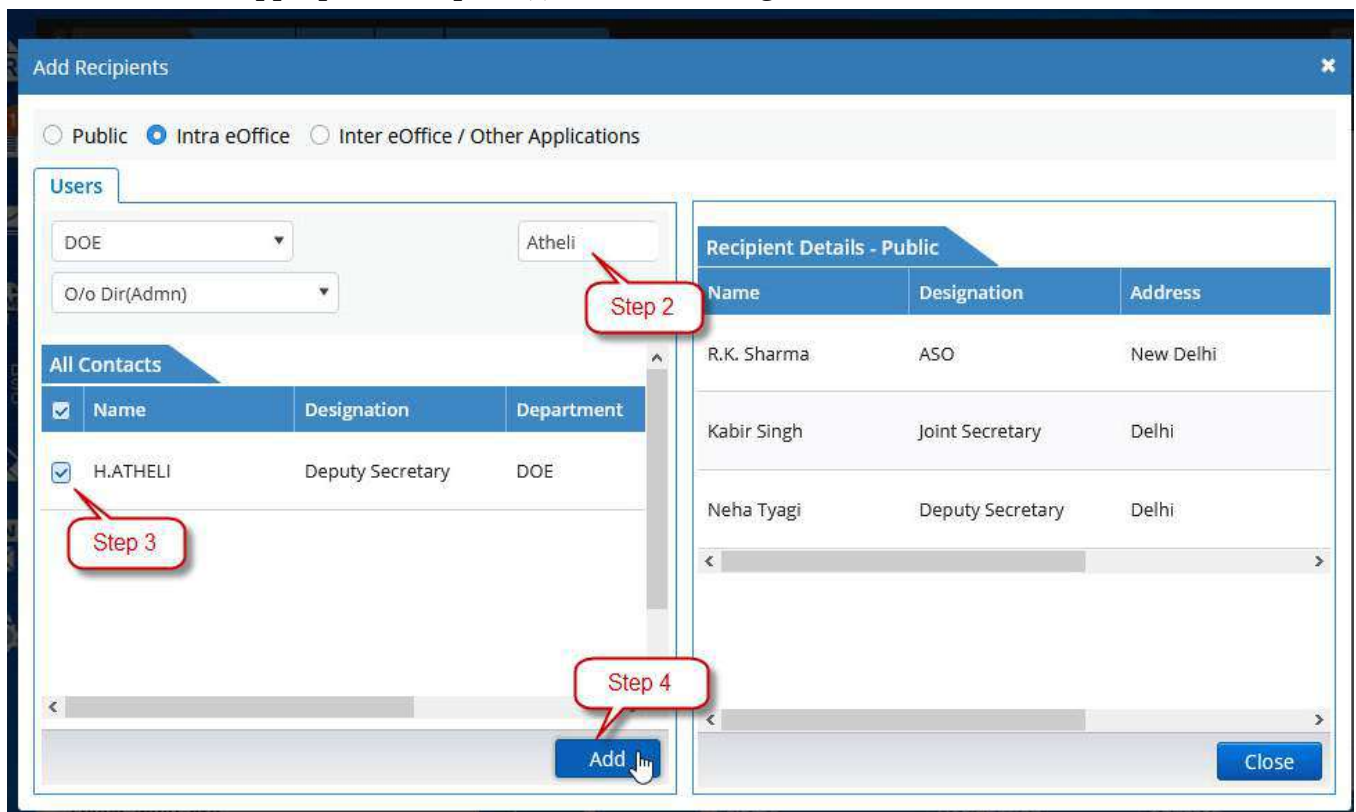 Add Recipients
Public Intra eOffice Inter eOffice / Other Applications
Users
DOE Atheli
O/o Dir(Admn)
Step 2
All Contacts
Name Designation Department
H.ATHELI Deputy Secretary DOE
Step 3
Step 4
Add
Recipient Details - Public
Name Designation Address
R.K. Sharma ASO New Delhi
Kabir Singh Joint Secretary Delhi
Neha Tyagi Deputy Secretary Delhi
Close